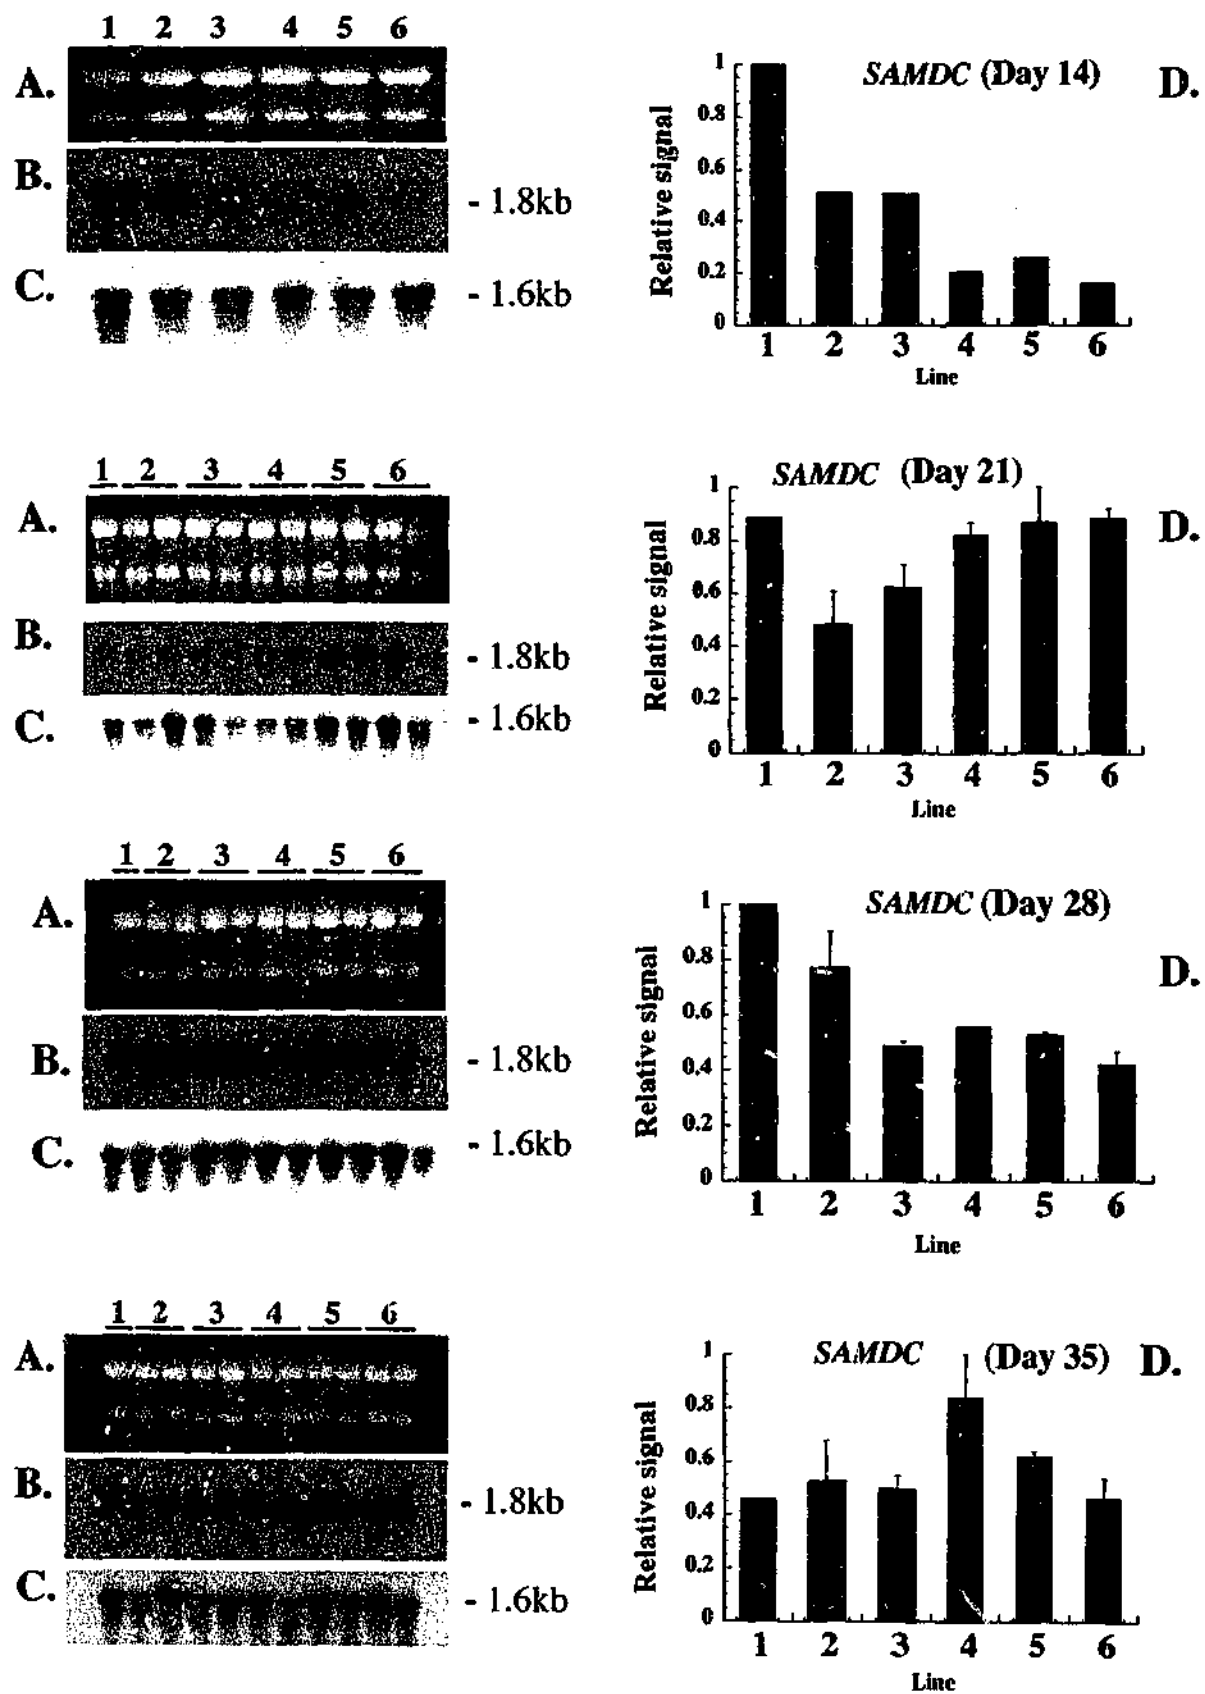 1 2 3 4 5 6
A.
B.
- 1.8kb
C.
- 1.6kb
SAMDC (Day 14)
D.
Relative signal
1
0.8
0.6
0.4
0.2
0
1 2 3 4 5 6
Line
1 2 3 4 5 6
A.
B.
- 1.8kb
C.
- 1.6kb
SAMDC (Day 21)
D.
Relative signal
1
0.8
0.6
0.4
0.2
0
1 2 3 4 5 6
Line
1 2 3 4 5 6
A.
B.
- 1.8kb
C.
- 1.6kb
SAMDC (Day 28)
D.
Relative signal
1
0.8
0.6
0.4
0.2
0
1 2 3 4 5 6
Line
1 2 3 4 5 6
A.
B.
- 1.8kb
C.
- 1.6kb
SAMDC (Day 35)
D.
Relative signal
1
0.8
0.6
0.4
0.2
0
1 2 3 4 5 6
Line